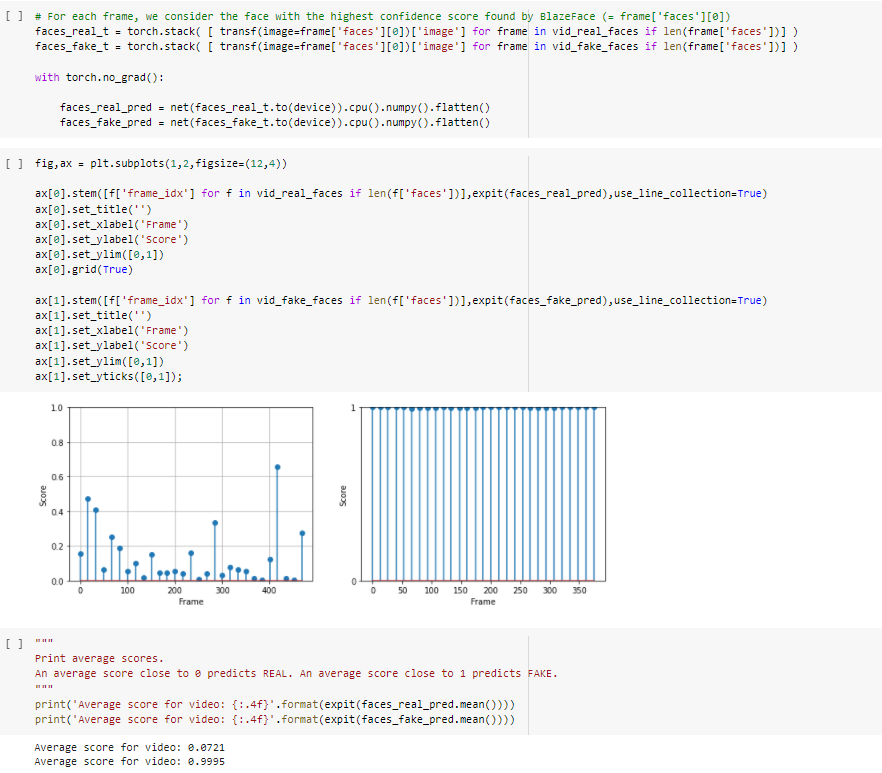 [ ] # For each frame, we consider the face with the highest confidence score found by BlazeFace (= frame['faces'][0])
faces_real_t = torch.stack( [ transf(image=frame['faces'][0])['image'] for frame in vid_real_faces if len(frame['faces'])] )
faces_fake_t = torch.stack( [ transf(image=frame['faces'][0])['image'] for frame in vid_fake_faces if len(frame['faces'])] )
with torch.no_grad():
faces_real_pred = net(faces_real_t.to(device)).cpu().numpy().flatten()
faces_fake_pred = net(faces_fake_t.to(device)).cpu().numpy().flatten()
[ ] fig,ax = plt.subplots(1,2,figsize=(12,4))
ax[0].stem([f['frame_idx'] for f in vid_real_faces if len(f['faces'])],expit(faces_real_pred),use_line_collection=True)
ax[0].set_title('')
ax[0].set_xlabel('Frame')
ax[0].set_ylabel('Score')
ax[0].set_ylim([0,1])
ax[0].grid(True)
ax[1].stem([f['frame_idx'] for f in vid_fake_faces if len(f['faces'])],expit(faces_fake_pred),use_line_collection=True)
ax[1].set_title('')
ax[1].set_xlabel('Frame')
ax[1].set_ylabel('Score')
ax[1].set_ylim([0,1])
ax[1].set_yticks([0,1]);
1.0
0.8
0.6
0.4
0.2
0.0
Score
0 100 200 300 400
Frame
1
0
Score
0 50 100 150 200 250 300 350
Frame
[ ] """
Print average scores.
An average score close to 0 predicts REAL. An average score close to 1 predicts FAKE.
"""
print('Average score for video: {:.4f}'.format(expit(faces_real_pred.mean())))
print('Average score for video: {:.4f}'.format(expit(faces_fake_pred.mean())))
Average score for video: 0.0721
Average score for video: 0.9995